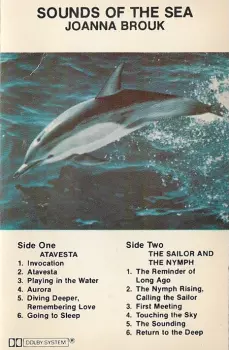 SOUNDS OF THE SEA
JOANNA BROUK
Side One
ATAVESTA
1. Invocation
2. Atavesta
3. Playing in the Water
4. Aurora
5. Diving Deeper,
Remembering Love
6. Going to Sleep
Side Two
THE SAILOR AND
THE NYMPH
1. The Reminder of
Long Ago
2. The Nymph Rising,
Calling the Sailor
3. First Meeting
4. Touching the Sky
5. The Sounding
6. Return to the Deep
DOLBY SYSTEM ®